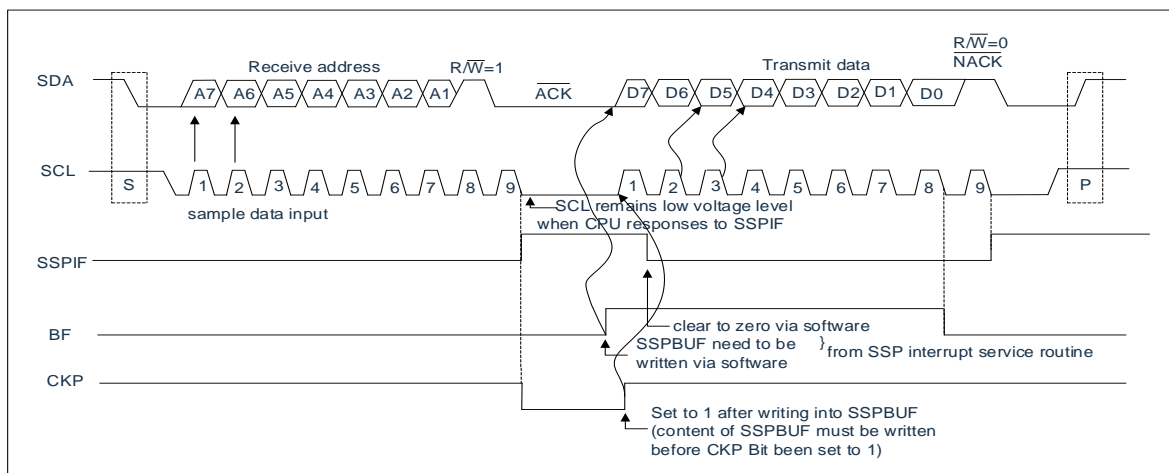 R/W=0
NACK
Receive address
R/W=1
Transmit data
SDA
A7 A6 A5 A4 A3 A2 A1
ACK
D7 D6 D5 D4 D3 D2 D1 D0
SCL
S
1 2 3 4 5 6 7 8 9
1 2 3 4 5 6 7 8 9
P
sample data input
SCL remains low voltage level
when CPU responses to SSPIF
SSPIF
clear to zero via software
BF
SSPBUF need to be
written via software
} from SSP interrupt service routine
CKP
Set to 1 after writing into SSPBUF
(content of SSPBUF must be written
before CKP Bit been set to 1)